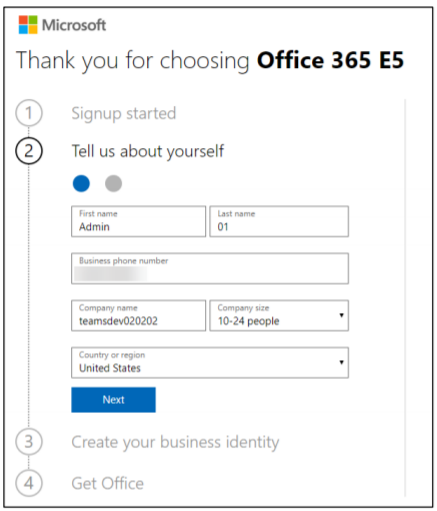 Microsoft
Thank you for choosing Office 365 E5
1 Signup started
2 Tell us about yourself
First name Last name
Admin 01
Business phone number
Company name Company size
teamsdev020202 10-24 people
Country or region
United States
Next
3 Create your business identity
4 Get Office